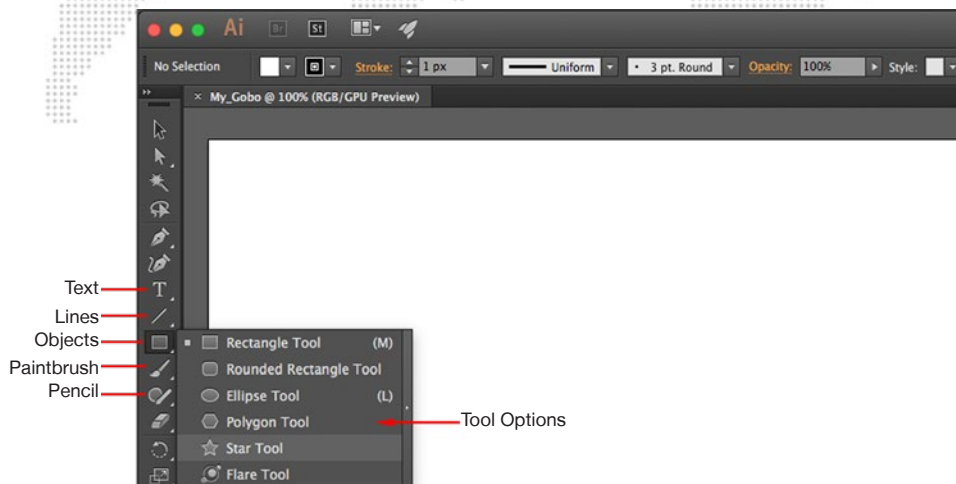 Ai Br St
No Selection Stroke: 1 px Uniform 3 pt. Round Opacity: 100% Style:
× My_Gobo @ 100% (RGB/GPU Preview)
Text
T
Lines
Objects
Rectangle Tool (M)
Paintbrush
Rounded Rectangle Tool
Pencil
Ellipse Tool (L)
Polygon Tool
Tool Options
Star Tool
Flare Tool